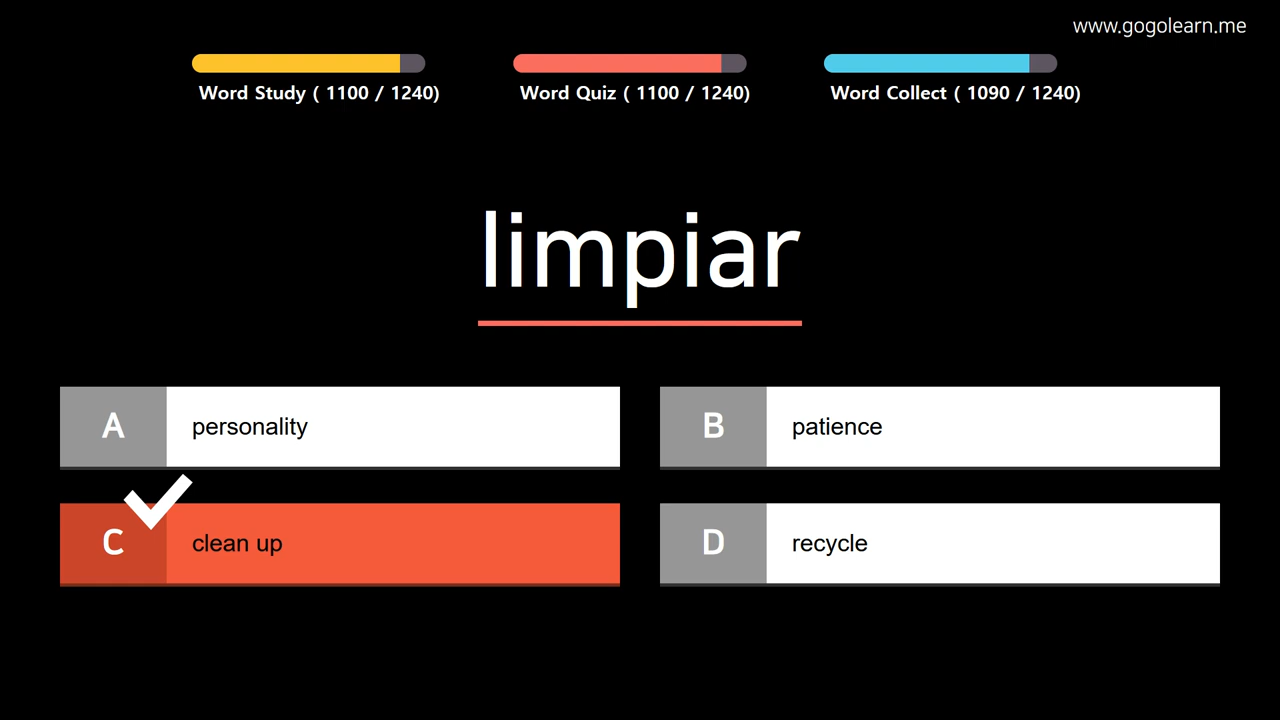 www.gogolearn.me
Word Study ( 1100 / 1240)
Word Quiz ( 1100 / 1240)
Word Collect ( 1090 / 1240)
limpiar
A personality
B patience
C clean up
D recycle